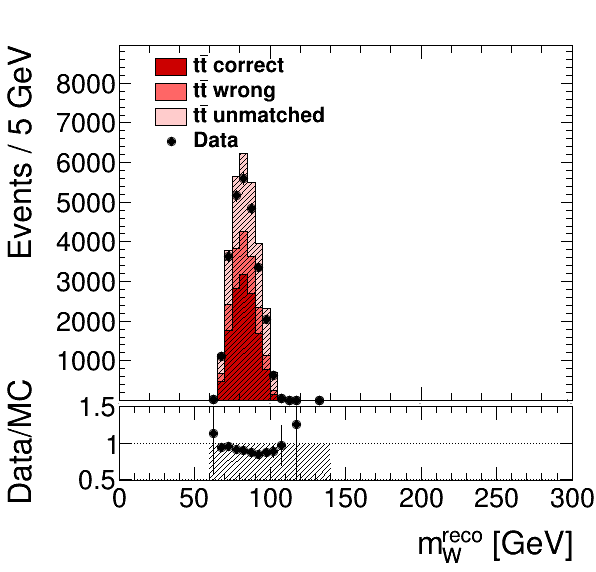 Events / 5 GeV
8000
7000
6000
5000
4000
3000
2000
1000
tt̄ correct
tt̄ wrong
tt̄ unmatched
Data
Data/MC
1.5
1
0.5
0 50 100 150 200 250 300
m_W^reco [GeV]